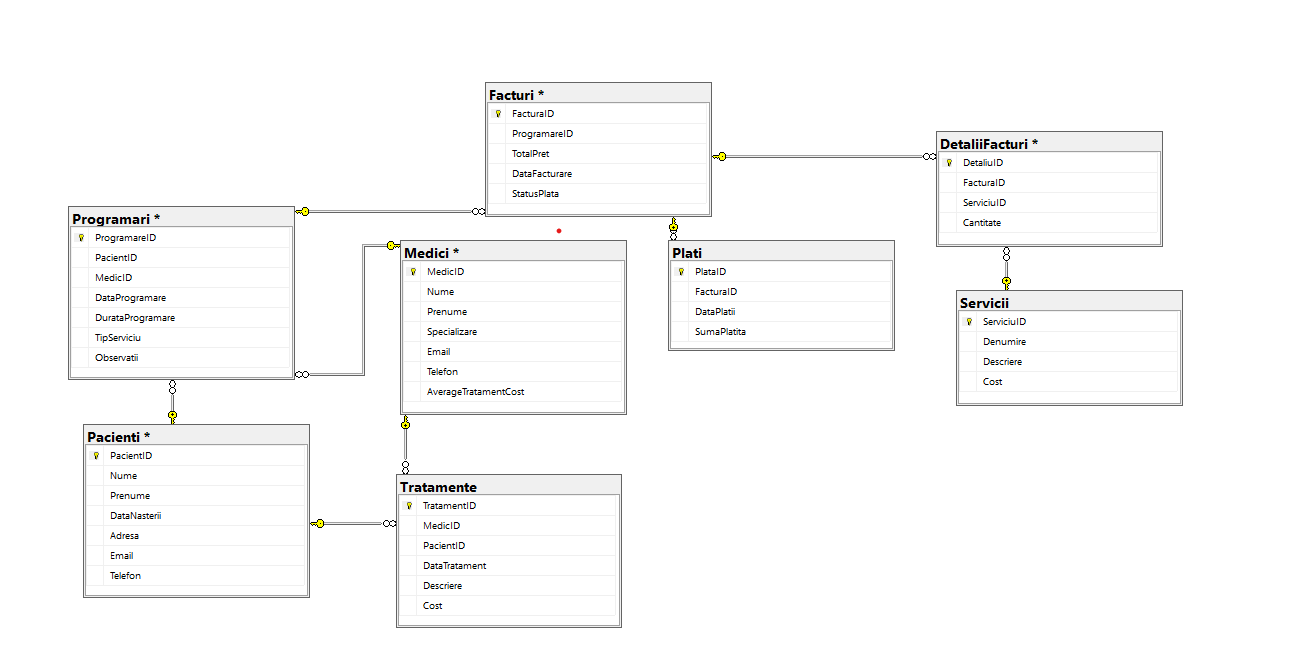 Facturi *
FacturaID
ProgramareID
TotalPret
DataFacturare
StatusPlata
DetaliiFacturi *
DetaliuID
FacturaID
ServiciuID
Cantitate
Programari *
ProgramareID
PacientID
MedicID
DataProgramare
DurataProgramare
TipServiciu
Observatii
Medici *
MedicID
Nume
Prenume
Specializare
Email
Telefon
AverageTratamentCost
Plati
PlataID
FacturaID
DataPlatii
SumaPlatita
Servicii
ServiciuID
Denumire
Descriere
Cost
Pacienti *
PacientID
Nume
Prenume
DataNasterii
Adresa
Email
Telefon
Tratamente
TratamentID
MedicID
PacientID
DataTratament
Descriere
Cost